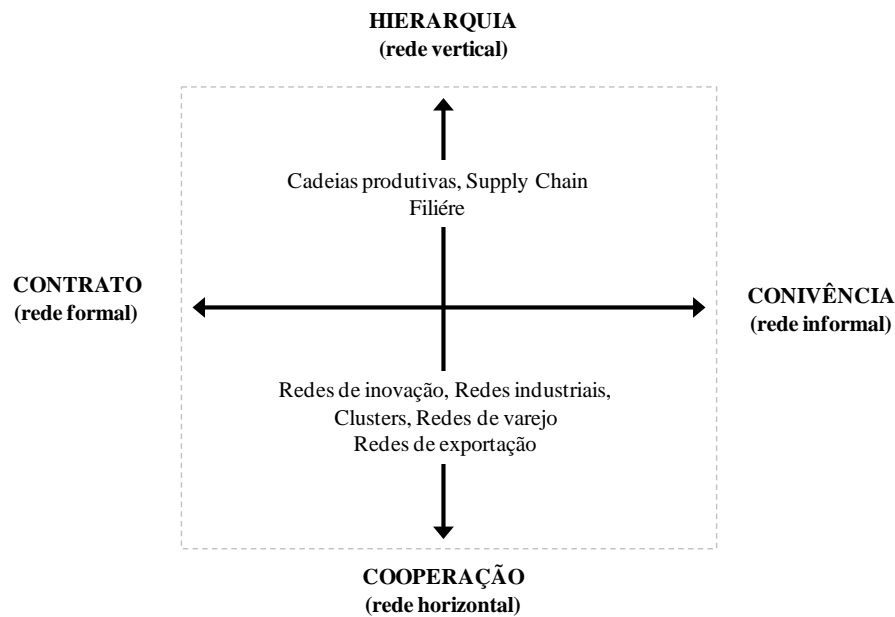 HIERARQUIA
(rede vertical)
Cadeias produtivas, Supply Chain
Filiére
CONTRATO
(rede formal)
CONIVÊNCIA
(rede informal)
Redes de inovação, Redes industriais,
Clusters, Redes de varejo
Redes de exportação
COOPERAÇÃO
(rede horizontal)